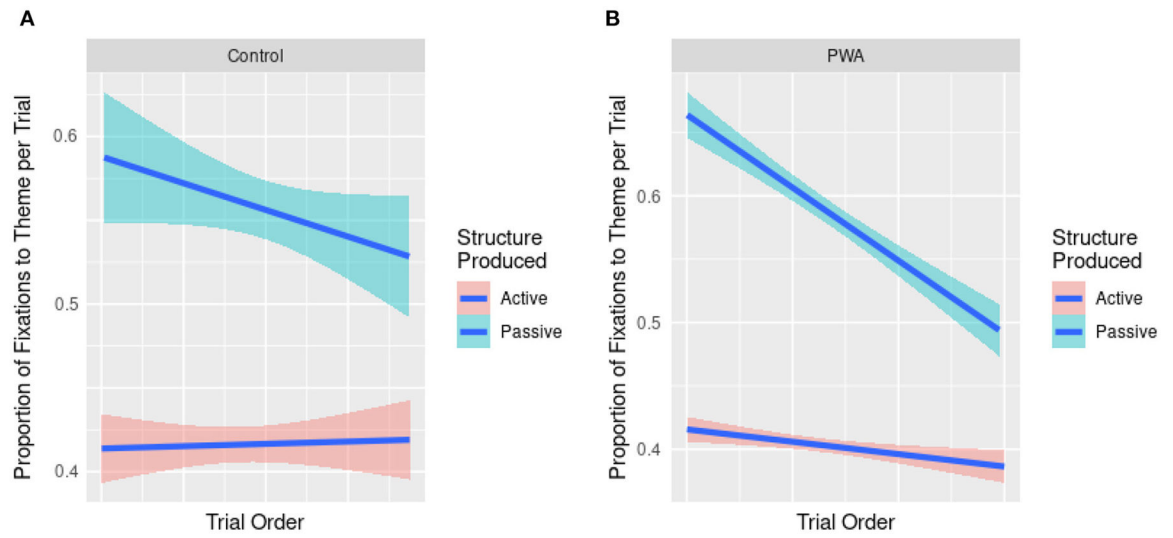 A
Control
Proportion of Fixations to Theme per Trial
0.6
0.5
0.4
Trial Order
Structure
Produced
Active
Passive
B
PWA
Proportion of Fixations to Theme per Trial
0.6
0.5
0.4
Trial Order
Structure
Produced
Active
Passive